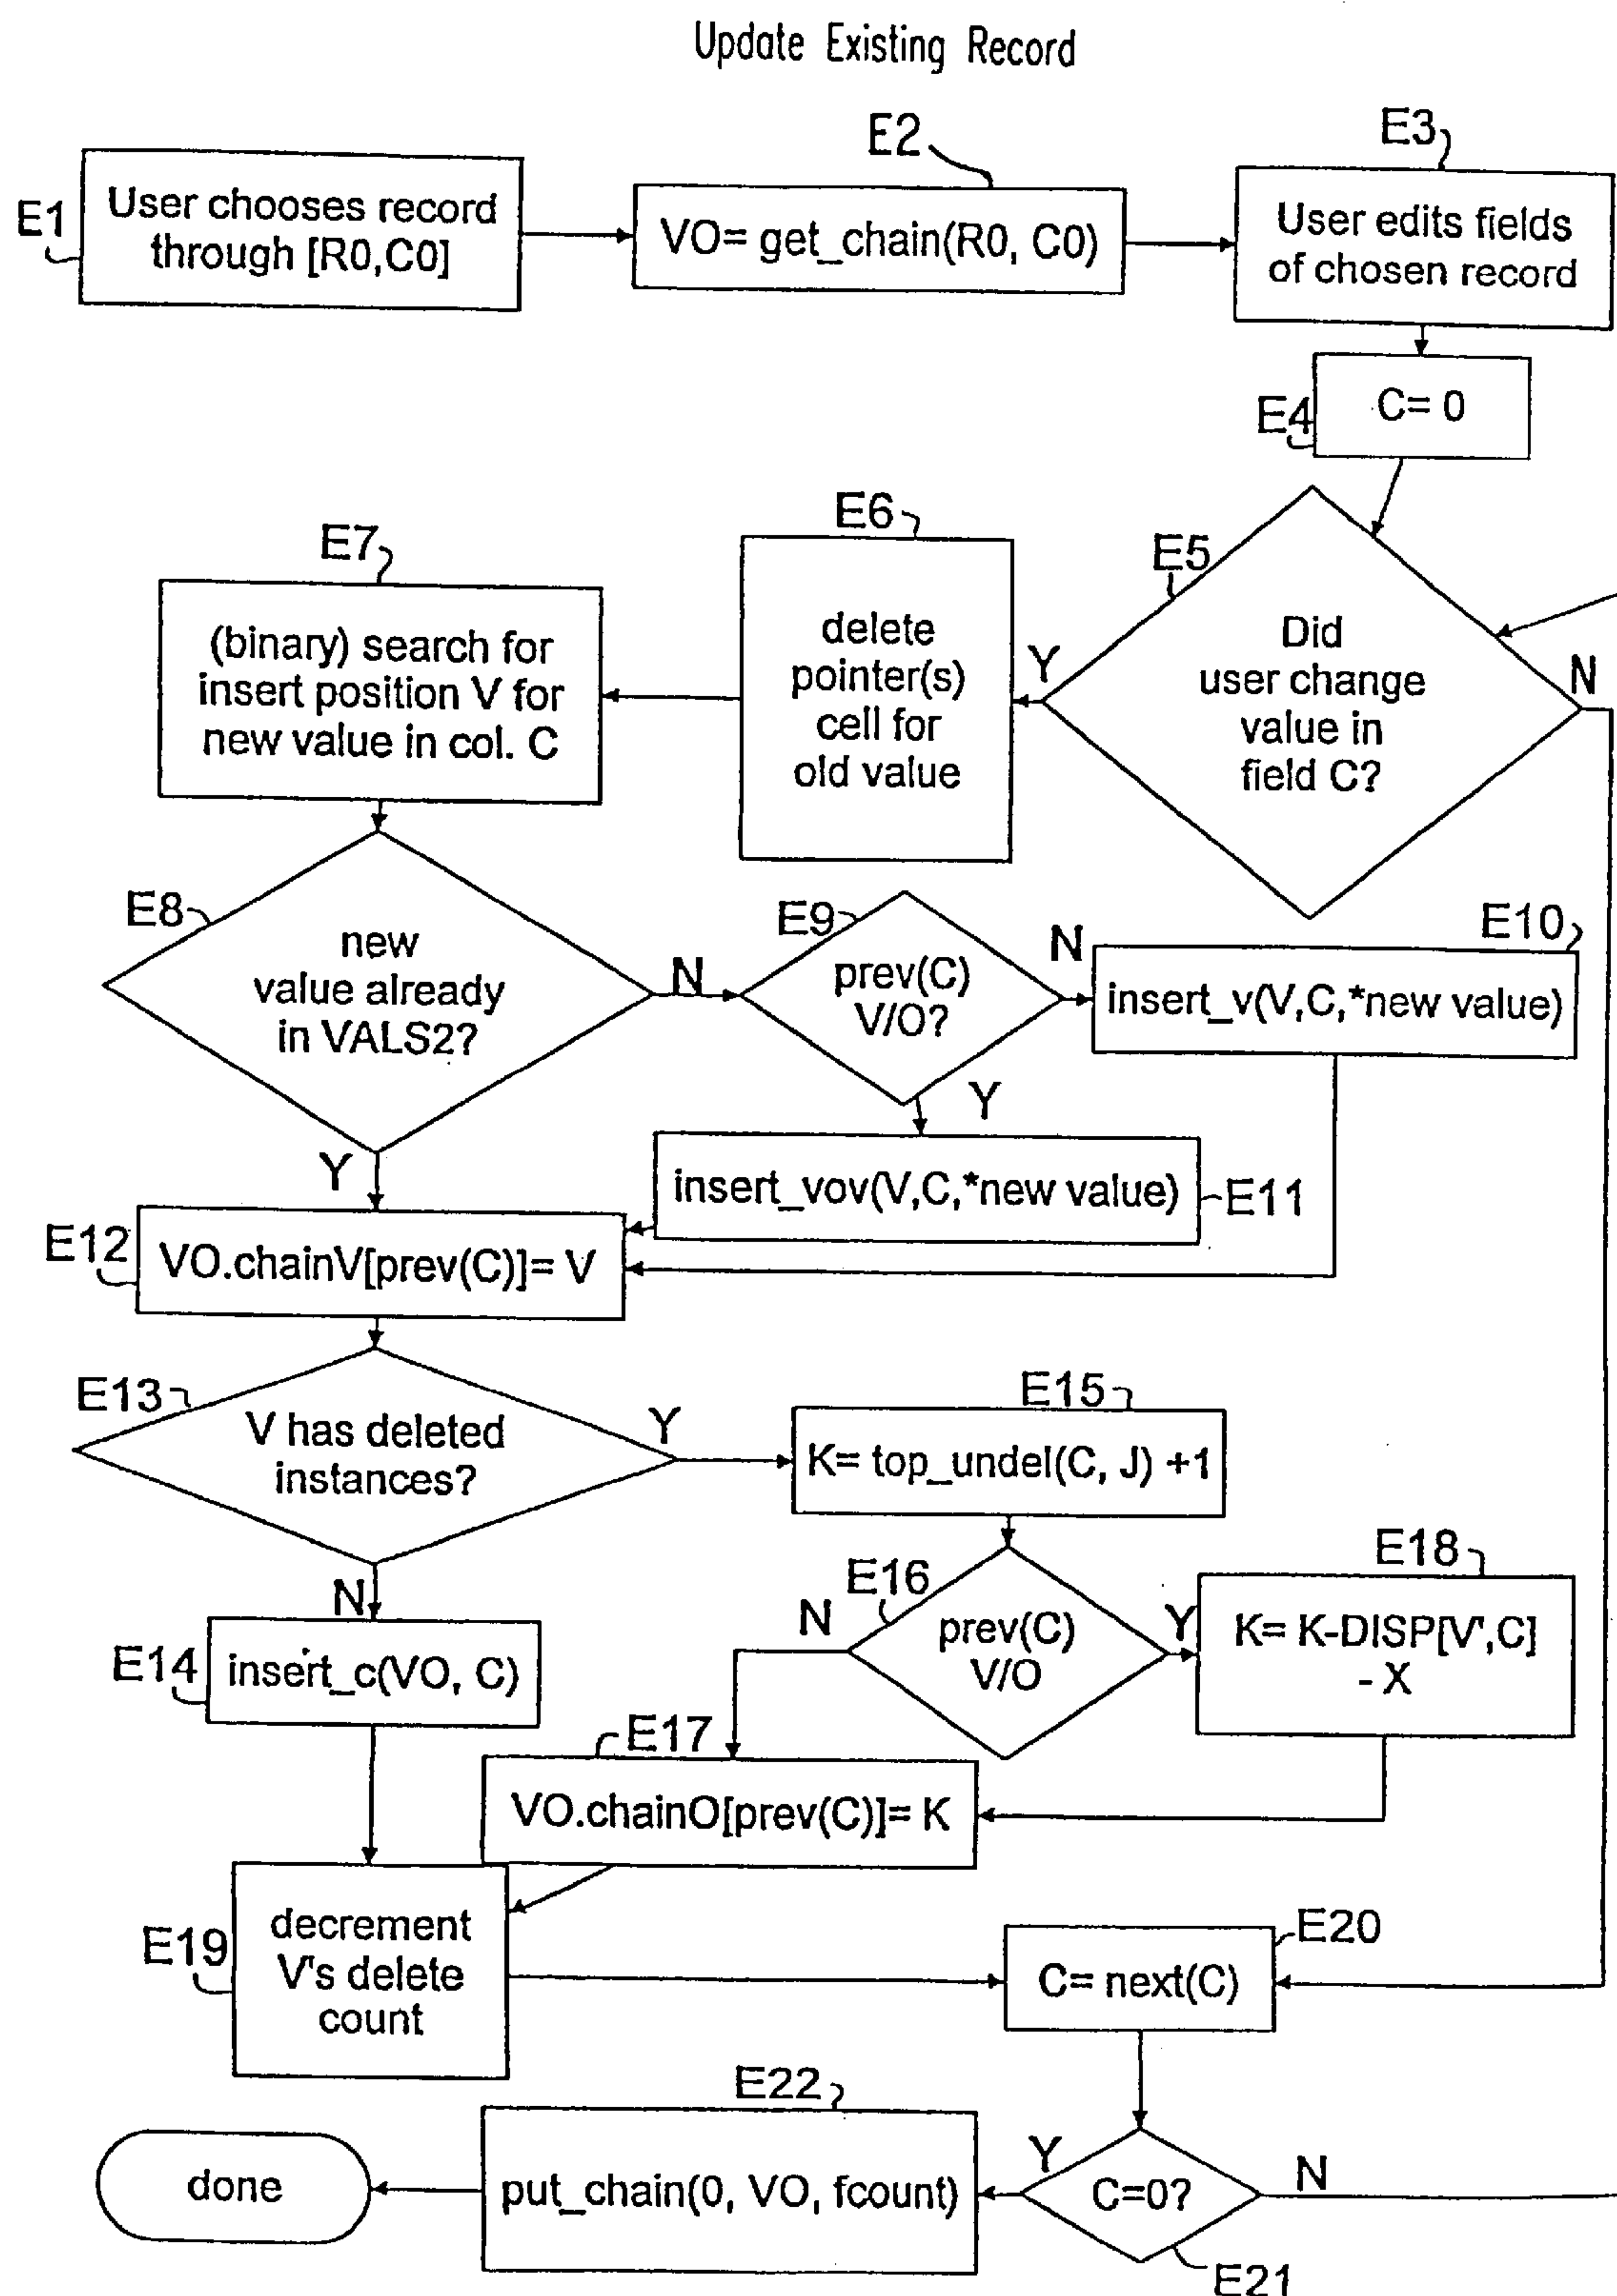 Update Existing Record
E1
User chooses record
through [R0,C0]
E2
VO= get_chain(R0, C0)
E3
User edits fields
of chosen record
E4
C= 0
E5
Did
user change
value in
field C?
Y
N
E6
delete
pointer(s)
cell for
old value
E7
(binary) search for
insert position V for
new value in col. C
E8
new
value already
in VALS2?
N
Y
E9
prev(C)
V/O?
N
Y
E10
insert_v(V,C,*new value)
insert_vov(V,C,*new value)
E11
E12
VO.chainV[prev(C)]= V
E13
V has deleted
instances?
Y
N
E14
insert_c(VO, C)
E15
K= top_undel(C, J) +1
E16
prev(C)
V/O
N
Y
E18
K= K-DISP[V',C]
- X
E17
VO.chainO[prev(C)]= K
E19
decrement
V's delete
count
E20
C= next(C)
E21
C=0?
Y
N
E22
put_chain(0, VO, fcount)
done